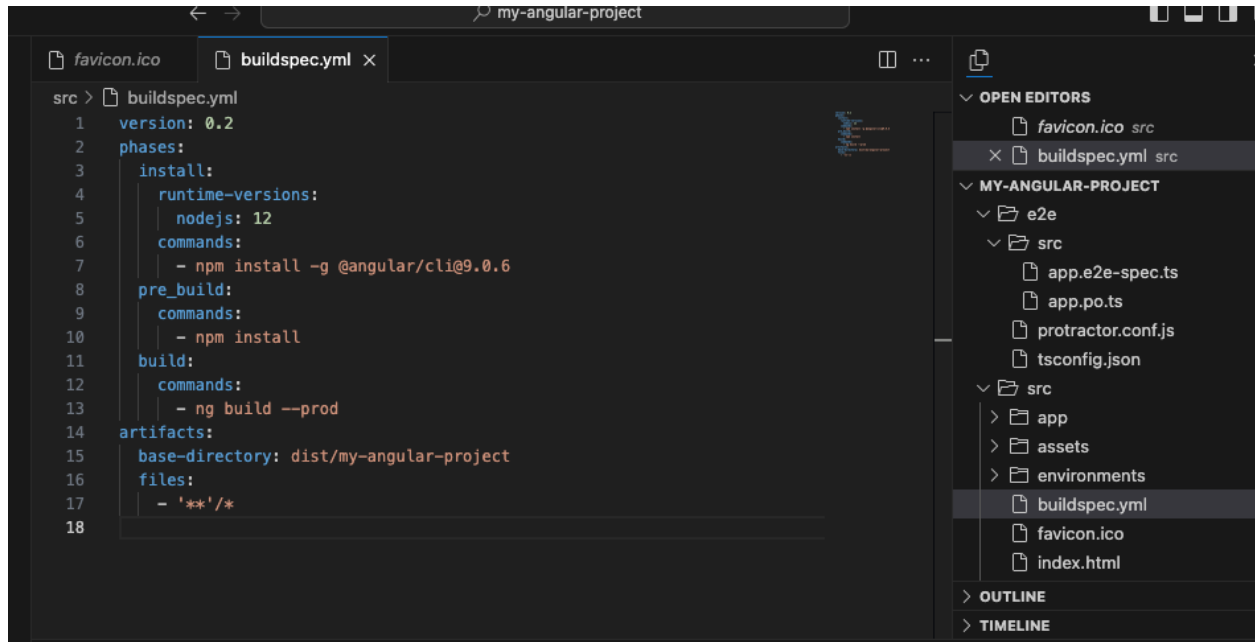 my-angular-project
favicon.ico
buildspec.yml
src > buildspec.yml
1 version: 0.2
2 phases:
3   install:
4     runtime-versions:
5       nodejs: 12
6     commands:
7       - npm install -g @angular/cli@9.0.6
8   pre_build:
9     commands:
10       - npm install
11   build:
12     commands:
13       - ng build --prod
14 artifacts:
15   base-directory: dist/my-angular-project
16   files:
17     - '**'/*
18
OPEN EDITORS
favicon.ico src
buildspec.yml src
MY-ANGULAR-PROJECT
e2e
src
app.e2e-spec.ts
app.po.ts
protractor.conf.js
tsconfig.json
src
app
assets
environments
buildspec.yml
favicon.ico
index.html
OUTLINE
TIMELINE